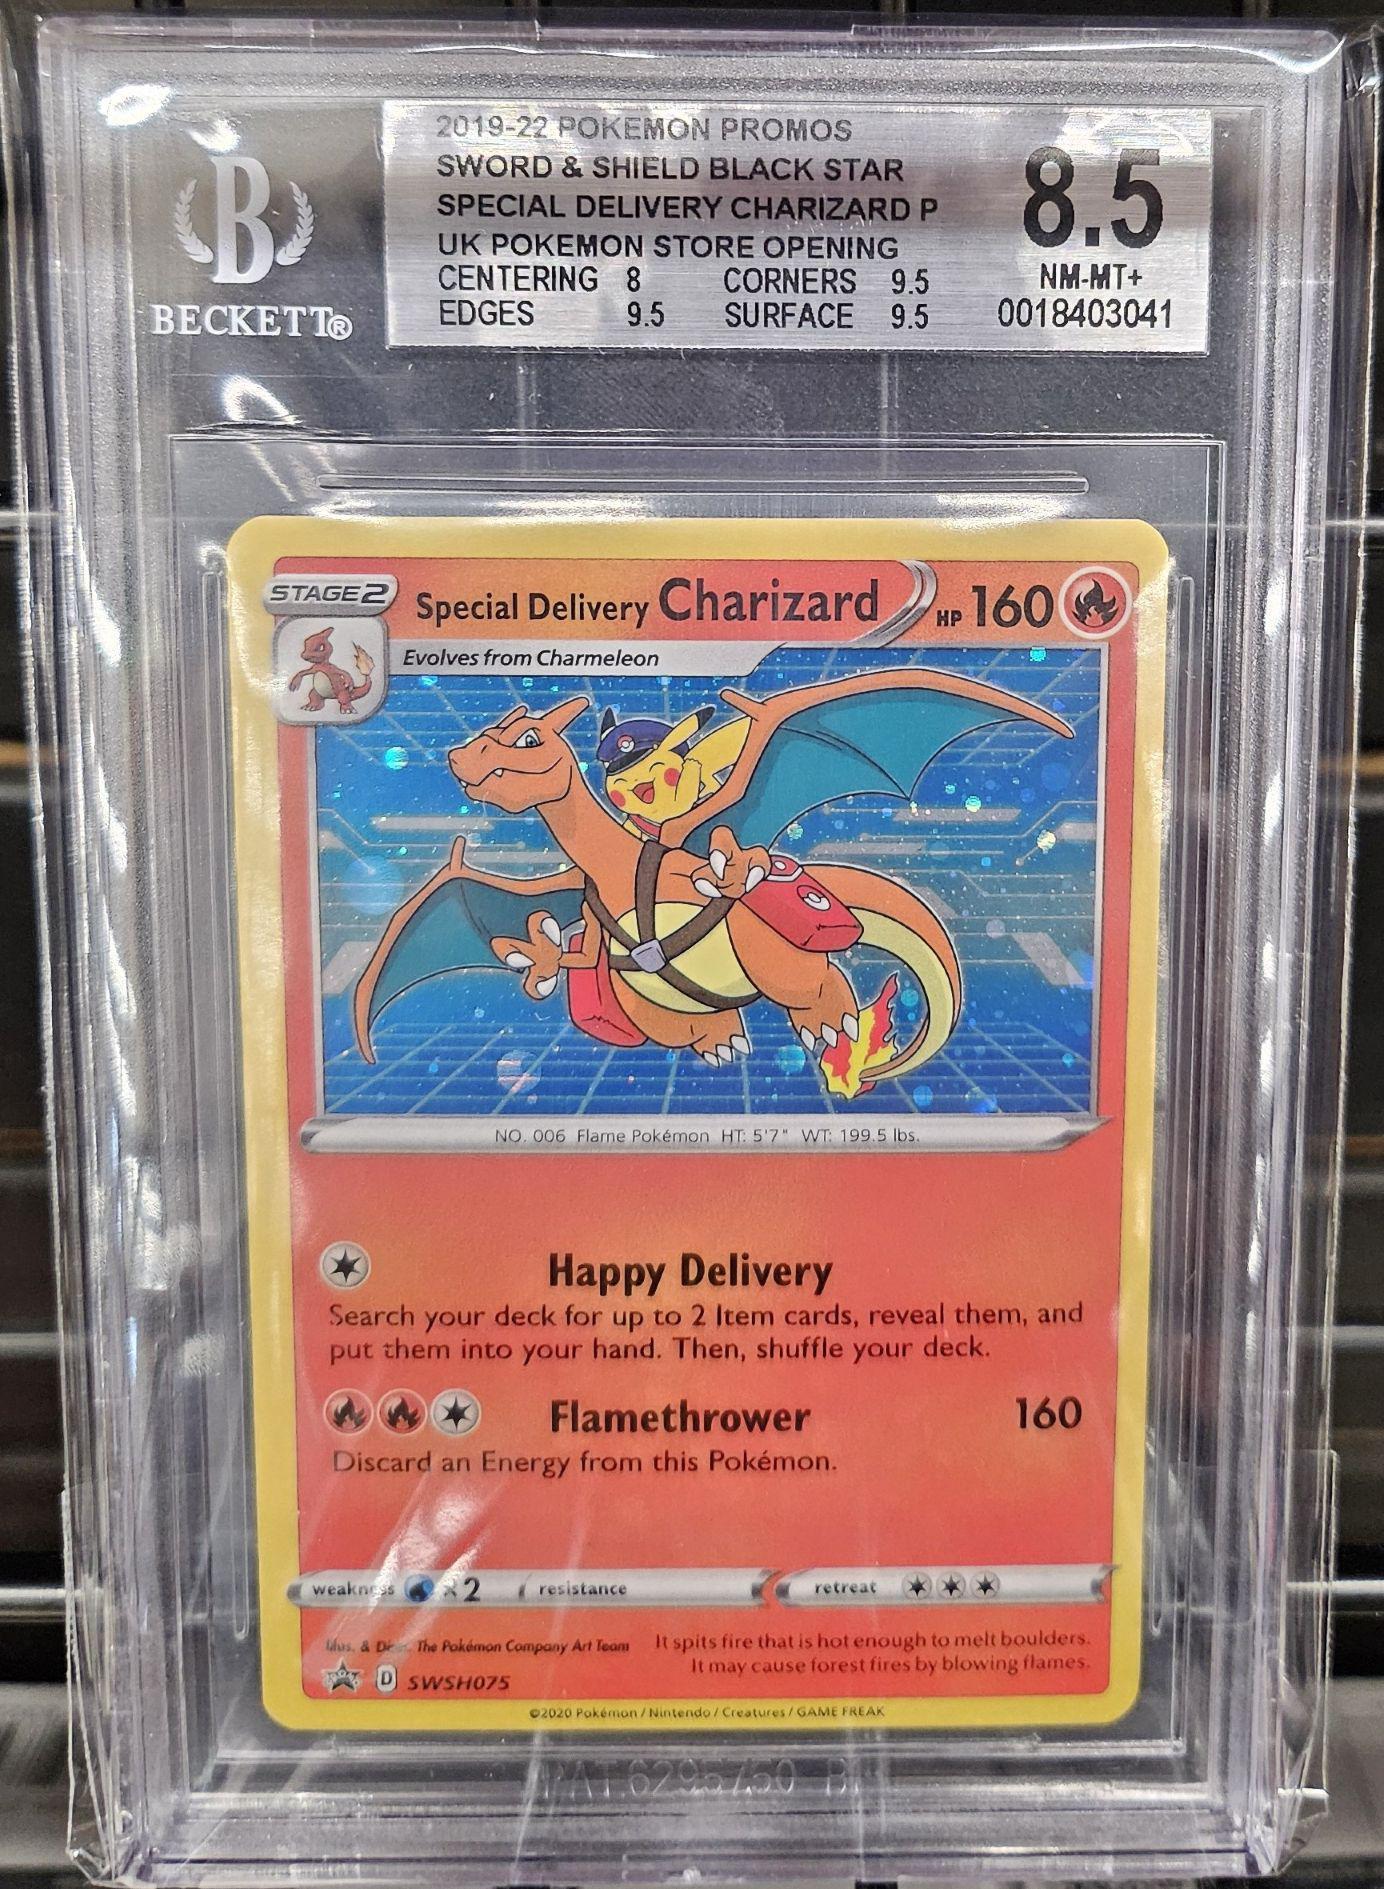 2019-22 POKEMON PROMOS
SWORD & SHIELD BLACK STAR
SPECIAL DELIVERY CHARIZARD P
UK POKEMON STORE OPENING
CENTERING 8 CORNERS 9.5
EDGES 9.5 SURFACE 9.5
8.5
NM-MT+
0018403041
B
BECKETT®
STAGE2
Special Delivery Charizard HP 160
Evolves from Charmeleon
NO. 006 Flame Pokémon HT: 5'7" WT: 199.5 lbs.
Happy Delivery
Search your deck for up to 2 Item cards, reveal them, and
put them into your hand. Then, shuffle your deck.
Flamethrower 160
Discard an Energy from this Pokémon.
weakness ×2 resistance retreat
Illus. & Direc. The Pokémon Company Art Team
It spits fire that is hot enough to melt boulders.
It may cause forest fires by blowing flames.
PROMO D SWSH075
©2020 Pokémon / Nintendo / Creatures / GAME FREAK
PAT.6295750